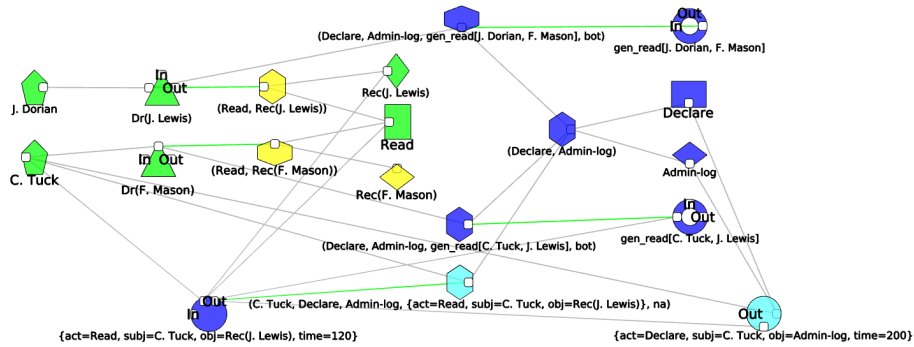 Out
In
(Declare, Admin-log, gen_read[J. Dorian, F. Mason], bot)
gen_read[J. Dorian, F. Mason]
In
Out
J. Dorian
Dr(J. Lewis)
(Read, Rec(J. Lewis))
Rec(J. Lewis)
Declare
Read
In Out
(Declare, Admin-log)
C. Tuck
Dr(F. Mason)
(Read, Rec(F. Mason))
Rec(F. Mason)
Admin-log
In
Out
(Declare, Admin-log, gen_read[C. Tuck, J. Lewis], bot)
gen_read[C. Tuck, J. Lewis]
Out
In
(C. Tuck, Declare, Admin-log, {act=Read, subj=C. Tuck, obj=Rec(J. Lewis)}, na)
Out
{act=Read, subj=C. Tuck, obj=Rec(J. Lewis), time=120}
{act=Declare, subj=C. Tuck, obj=Admin-log, time=200}